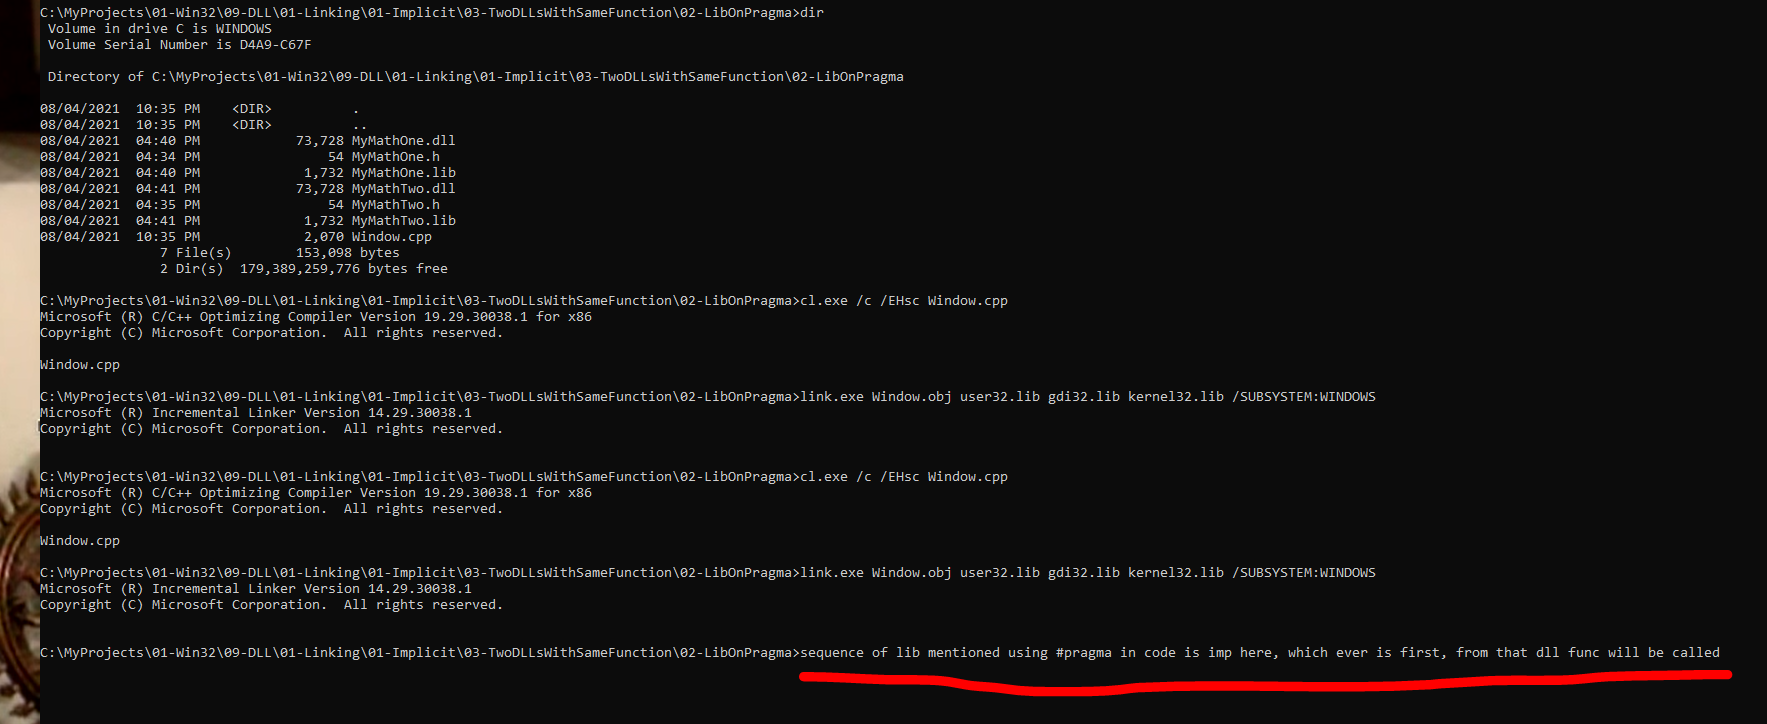 C:\MyProjects\01-Win32\09-DLL\01-Linking\01-Implicit\03-TwoDLLsWithSameFunction\02-LibOnPragma>dir
 Volume in drive C is WINDOWS
 Volume Serial Number is D4A9-C67F
 Directory of C:\MyProjects\01-Win32\09-DLL\01-Linking\01-Implicit\03-TwoDLLsWithSameFunction\02-LibOnPragma
08/04/2021  10:35 PM    <DIR>          .
08/04/2021  10:35 PM    <DIR>          ..
08/04/2021  04:40 PM            73,728 MyMathOne.dll
08/04/2021  04:34 PM                54 MyMathOne.h
08/04/2021  04:40 PM             1,732 MyMathOne.lib
08/04/2021  04:41 PM            73,728 MyMathTwo.dll
08/04/2021  04:35 PM                54 MyMathTwo.h
08/04/2021  04:41 PM             1,732 MyMathTwo.lib
08/04/2021  10:35 PM             2,070 Window.cpp
               7 File(s)        153,098 bytes
               2 Dir(s)  179,389,259,776 bytes free
C:\MyProjects\01-Win32\09-DLL\01-Linking\01-Implicit\03-TwoDLLsWithSameFunction\02-LibOnPragma>cl.exe /c /EHsc Window.cpp
Microsoft (R) C/C++ Optimizing Compiler Version 19.29.30038.1 for x86
Copyright (C) Microsoft Corporation.  All rights reserved.
Window.cpp
C:\MyProjects\01-Win32\09-DLL\01-Linking\01-Implicit\03-TwoDLLsWithSameFunction\02-LibOnPragma>link.exe Window.obj user32.lib gdi32.lib kernel32.lib /SUBSYSTEM:WINDOWS
Microsoft (R) Incremental Linker Version 14.29.30038.1
Copyright (C) Microsoft Corporation.  All rights reserved.
C:\MyProjects\01-Win32\09-DLL\01-Linking\01-Implicit\03-TwoDLLsWithSameFunction\02-LibOnPragma>cl.exe /c /EHsc Window.cpp
Microsoft (R) C/C++ Optimizing Compiler Version 19.29.30038.1 for x86
Copyright (C) Microsoft Corporation.  All rights reserved.
Window.cpp
C:\MyProjects\01-Win32\09-DLL\01-Linking\01-Implicit\03-TwoDLLsWithSameFunction\02-LibOnPragma>link.exe Window.obj user32.lib gdi32.lib kernel32.lib /SUBSYSTEM:WINDOWS
Microsoft (R) Incremental Linker Version 14.29.30038.1
Copyright (C) Microsoft Corporation.  All rights reserved.
C:\MyProjects\01-Win32\09-DLL\01-Linking\01-Implicit\03-TwoDLLsWithSameFunction\02-LibOnPragma>sequence of lib mentioned using #pragma in code is imp here, which ever is first, from that dll func will be called